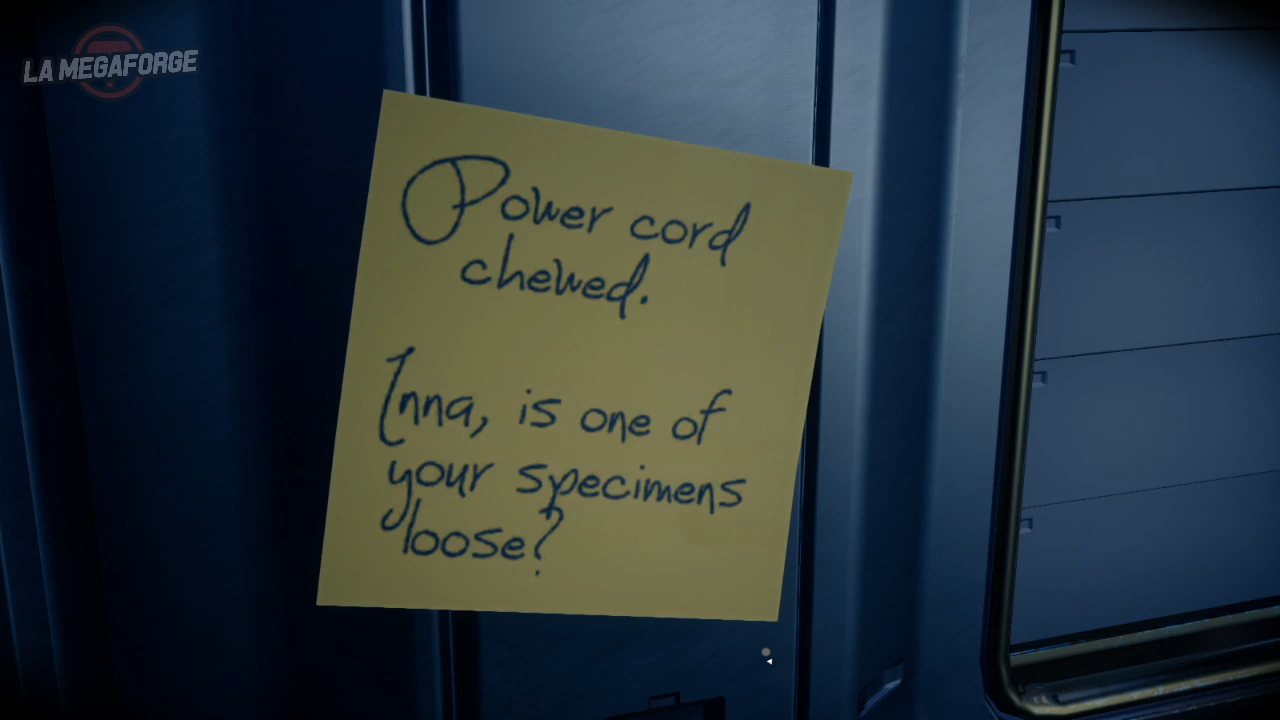 LA MEGAFORGE
Power cord
chewed.
Inna, is one of
your specimens
loose?